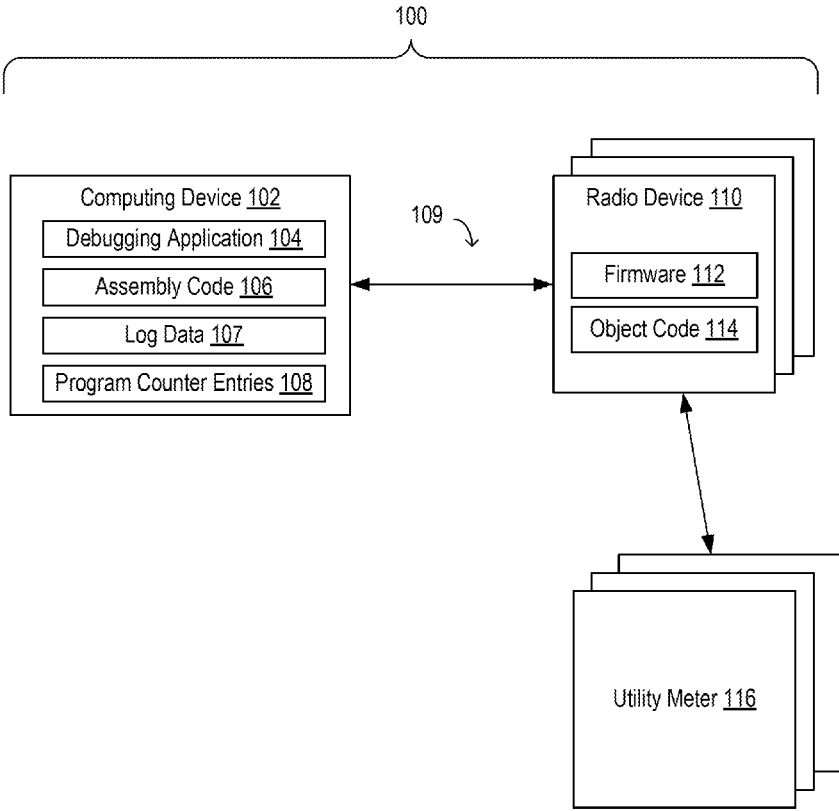 100
Computing Device 102
Debugging Application 104
Assembly Code 106
Log Data 107
Program Counter Entries 108
109
Radio Device 110
Firmware 112
Object Code 114
Utility Meter 116